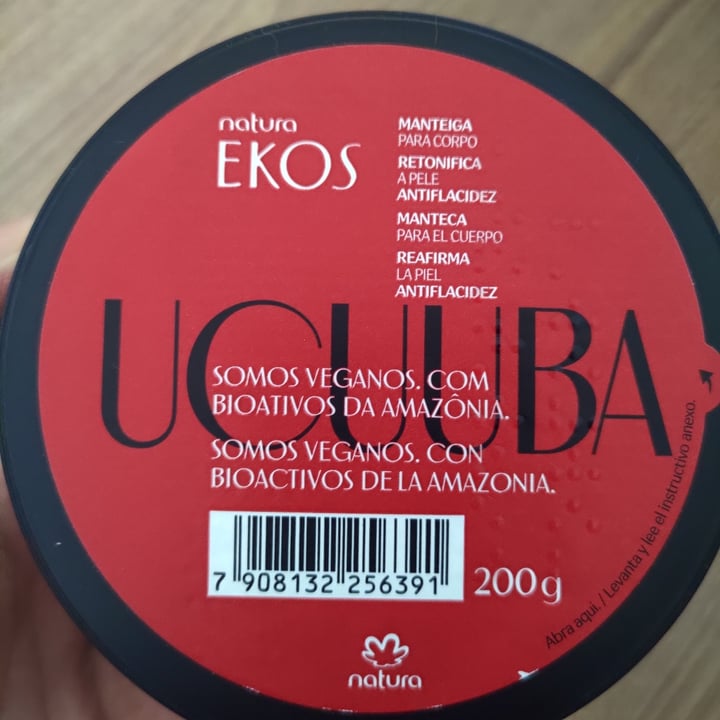 natura
EKOS
MANTEIGA
PARA CORPO
RETONIFICA
A PELE
ANTIFLACIDEZ
MANTECA
PARA EL CUERPO
REAFIRMA
LA PIEL
ANTIFLACIDEZ
UCUUBA
SOMOS VEGANOS. COM
BIOATIVOS DA AMAZÔNIA.
SOMOS VEGANOS. CON
BIOACTIVOS DE LA AMAZONIA.
7 908132 256391
200g
Abra aqui. / Levanta y lee el instructivo anexo.
natura